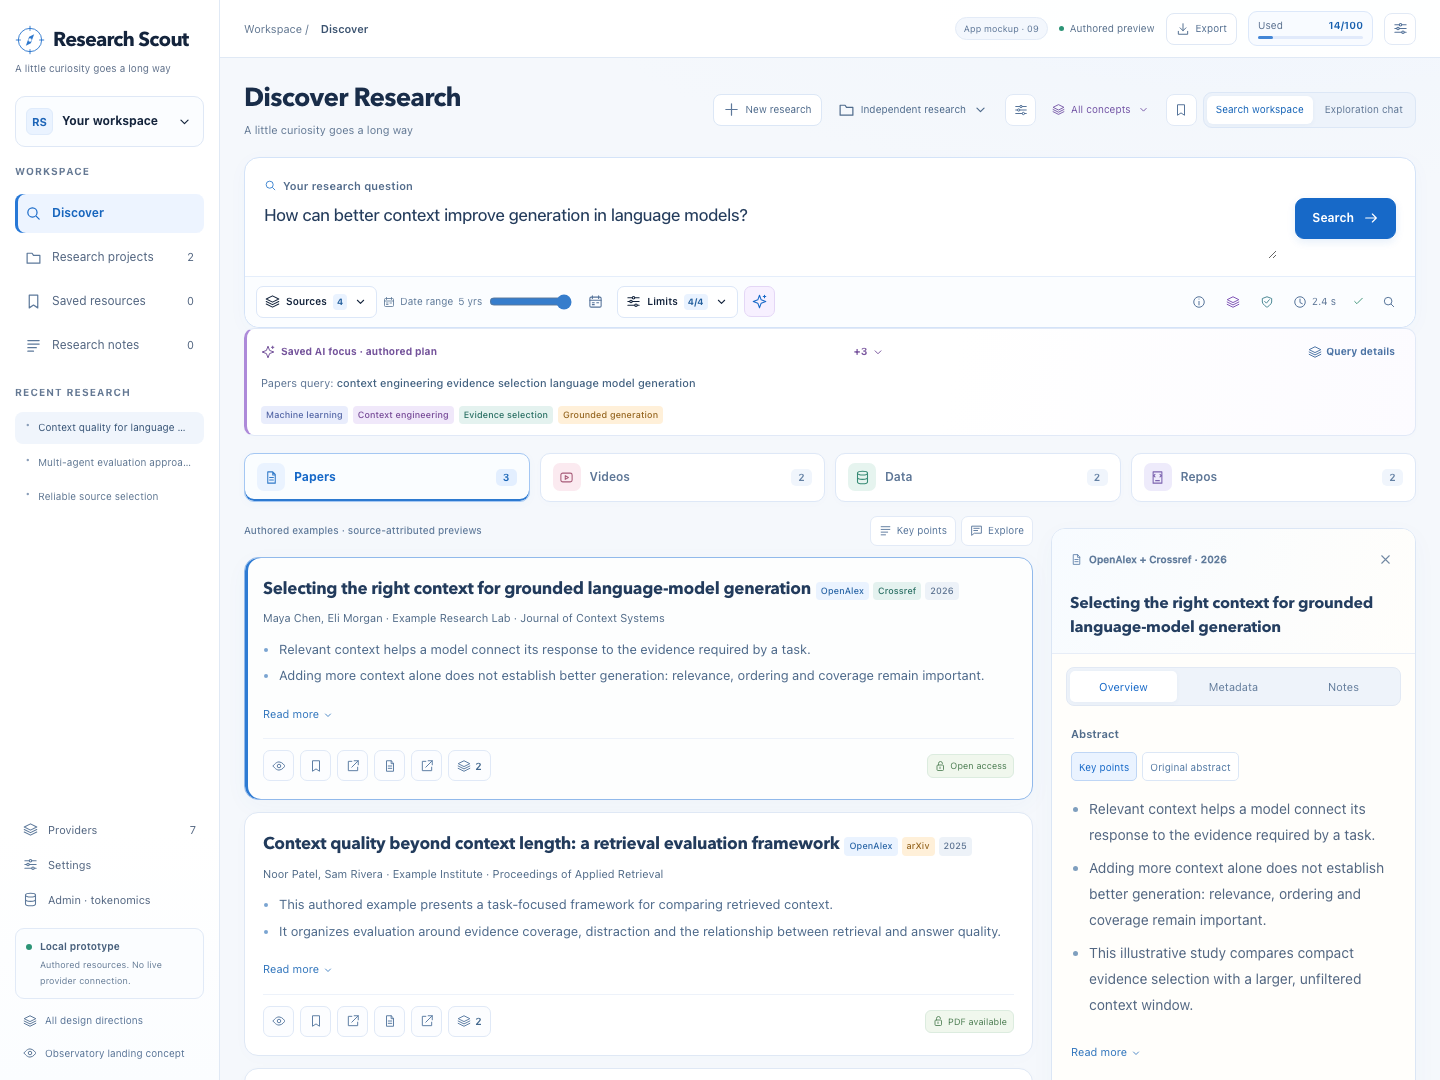 Research Scout
A little curiosity goes a long way
RS Your workspace
WORKSPACE
Discover
Research projects 2
Saved resources 0
Research notes 0
RECENT RESEARCH
Context quality for language ...
Multi-agent evaluation approa...
Reliable source selection
Providers 7
Settings
Admin · tokenomics
Local prototype
Authored resources. No live
provider connection.
All design directions
Observatory landing concept
Workspace / Discover
App mockup · 09
Authored preview
Export
Used 14/100
Discover Research
A little curiosity goes a long way
New research
Independent research
All concepts
Search workspace
Exploration chat
Your research question
How can better context improve generation in language models?
Search
Sources 4
Date range 5 yrs
Limits 4/4
2.4 s
Saved AI focus · authored plan
+3
Query details
Papers query: context engineering evidence selection language model generation
Machine learning
Context engineering
Evidence selection
Grounded generation
Papers 3
Videos 2
Data 2
Repos 2
Authored examples · source-attributed previews
Key points
Explore
Selecting the right context for grounded language-model generation OpenAlex Crossref 2026
Maya Chen, Eli Morgan · Example Research Lab · Journal of Context Systems
• Relevant context helps a model connect its response to the evidence required by a task.
• Adding more context alone does not establish better generation: relevance, ordering and coverage remain important.
Read more
2
Open access
Context quality beyond context length: a retrieval evaluation framework OpenAlex arXiv 2025
Noor Patel, Sam Rivera · Example Institute · Proceedings of Applied Retrieval
• This authored example presents a task-focused framework for comparing retrieved context.
• It organizes evaluation around evidence coverage, distraction and the relationship between retrieval and answer quality.
Read more
2
PDF available
OpenAlex + Crossref · 2026
Selecting the right context for grounded
language-model generation
Overview
Metadata
Notes
Abstract
Key points
Original abstract
• Relevant context helps a model connect its
response to the evidence required by a task.
• Adding more context alone does not establish
better generation: relevance, ordering and
coverage remain important.
• This illustrative study compares compact
evidence selection with a larger, unfiltered
context window.
Read more